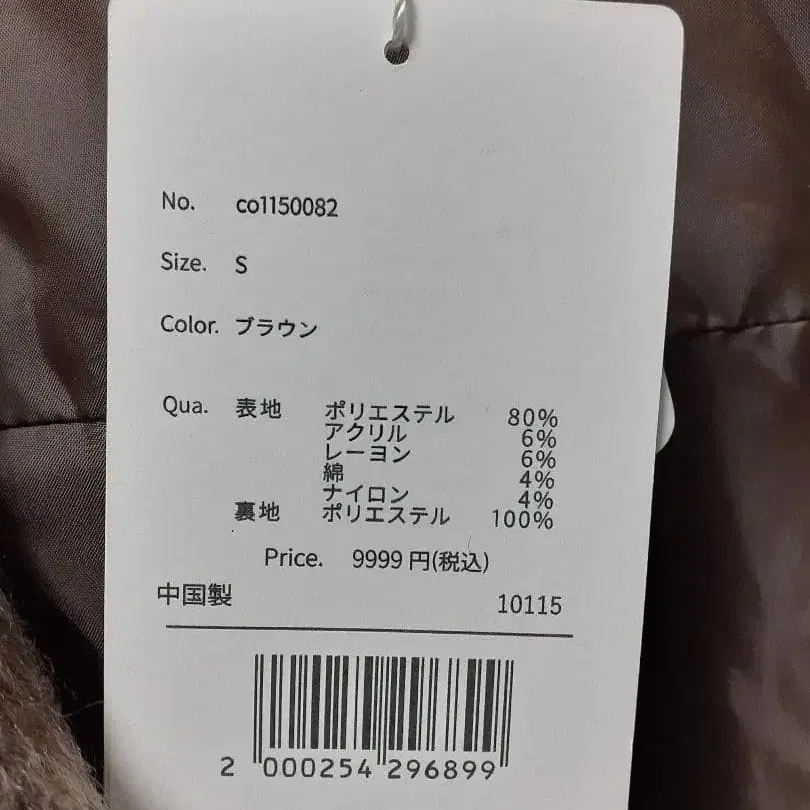 No. co1150082
Size. S
Color. ブラウン
Qua. 表地 ポリエステル 80%
アクリル 6%
レーヨン 6%
綿 4%
ナイロン 4%
裏地 ポリエステル 100%
Price. 9999 円(税込)
中国製 10115
2 000254 296899